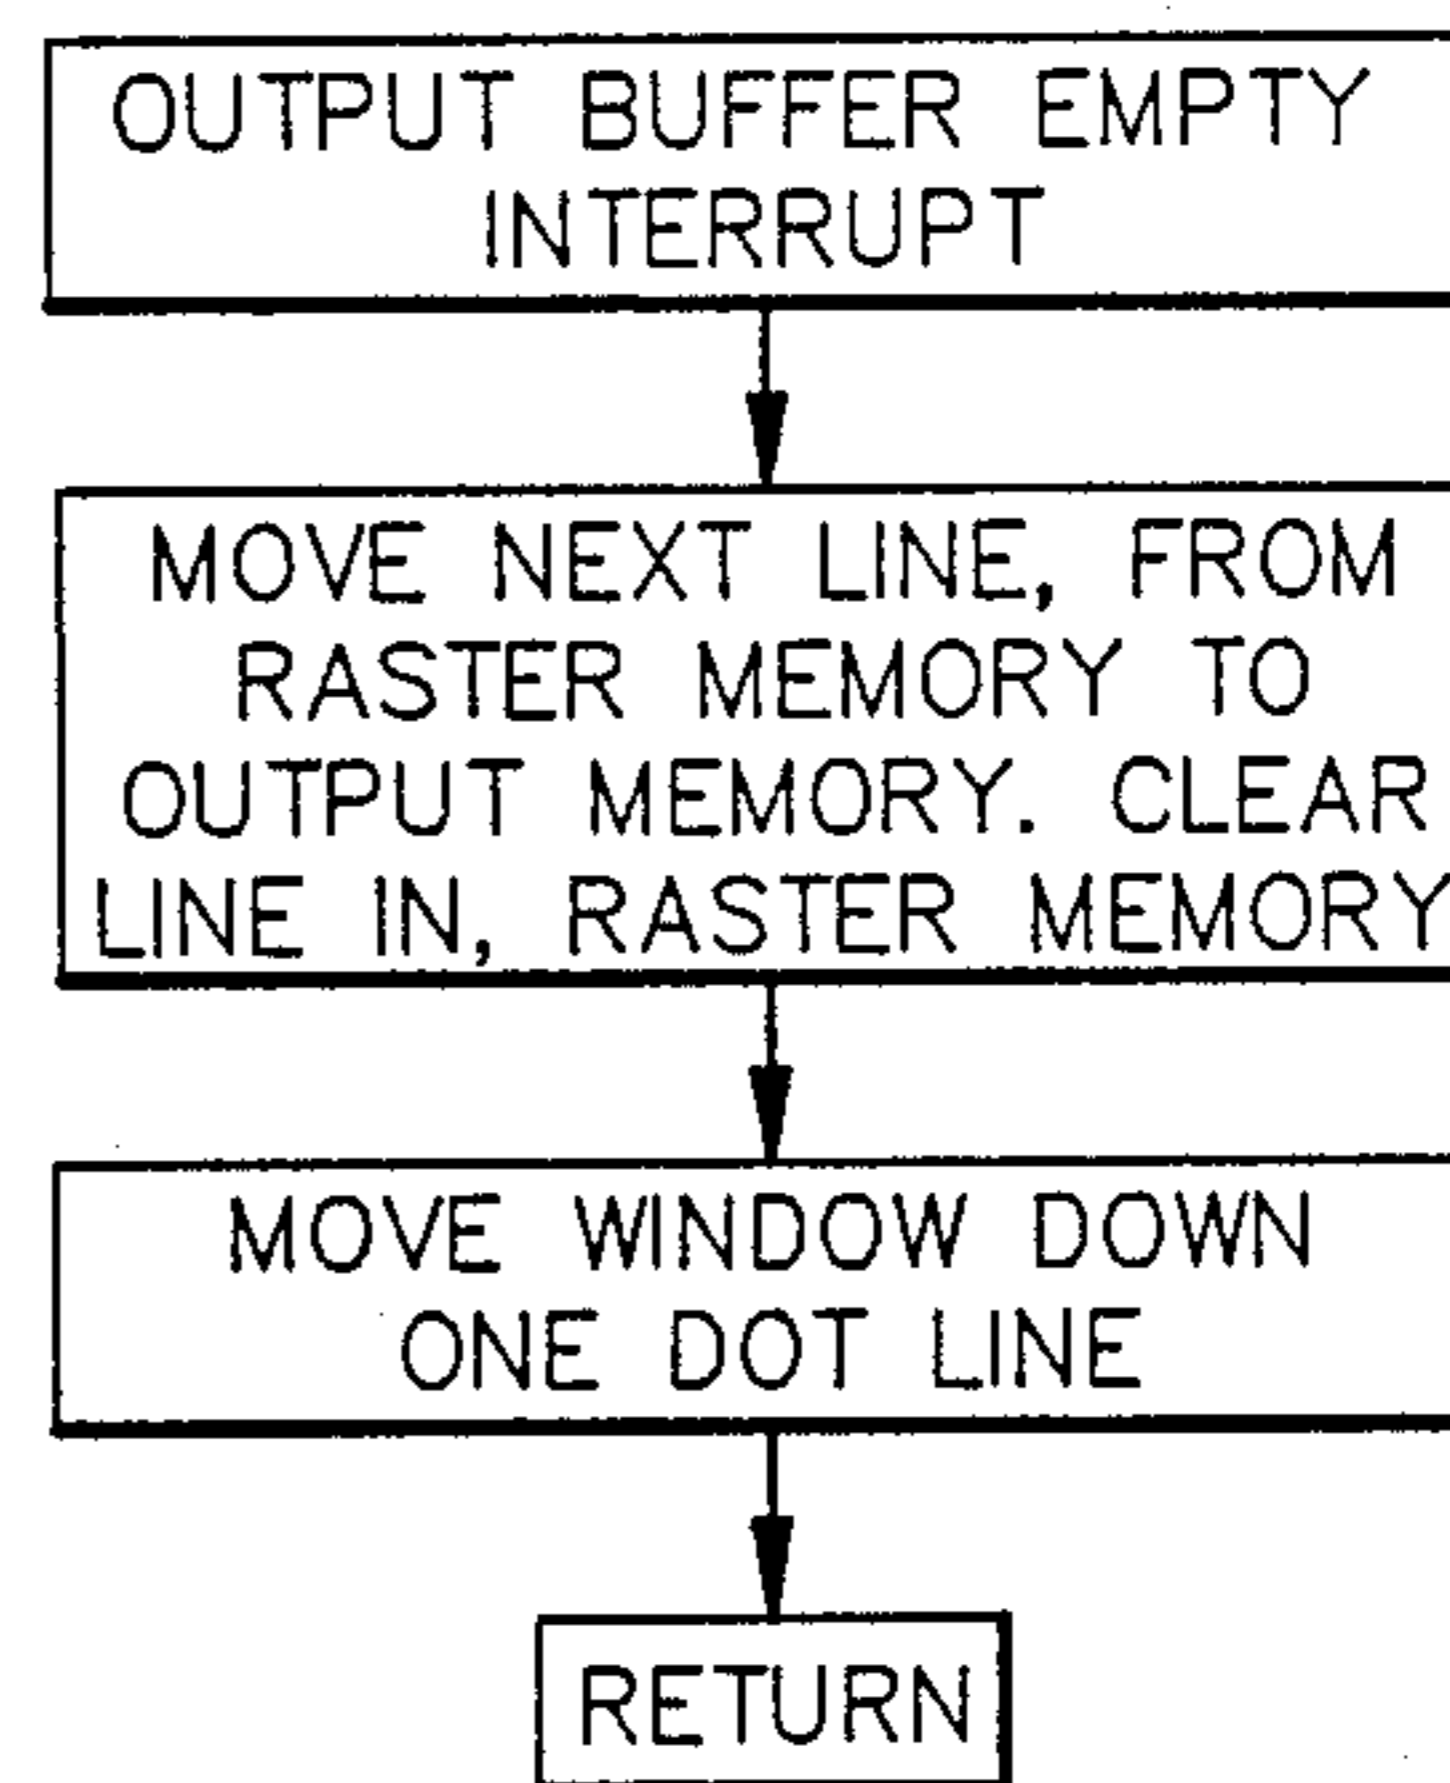 OUTPUT BUFFER EMPTY
INTERRUPT
MOVE NEXT LINE, FROM
RASTER MEMORY TO
OUTPUT MEMORY. CLEAR
LINE IN, RASTER MEMORY
MOVE WINDOW DOWN
ONE DOT LINE
RETURN